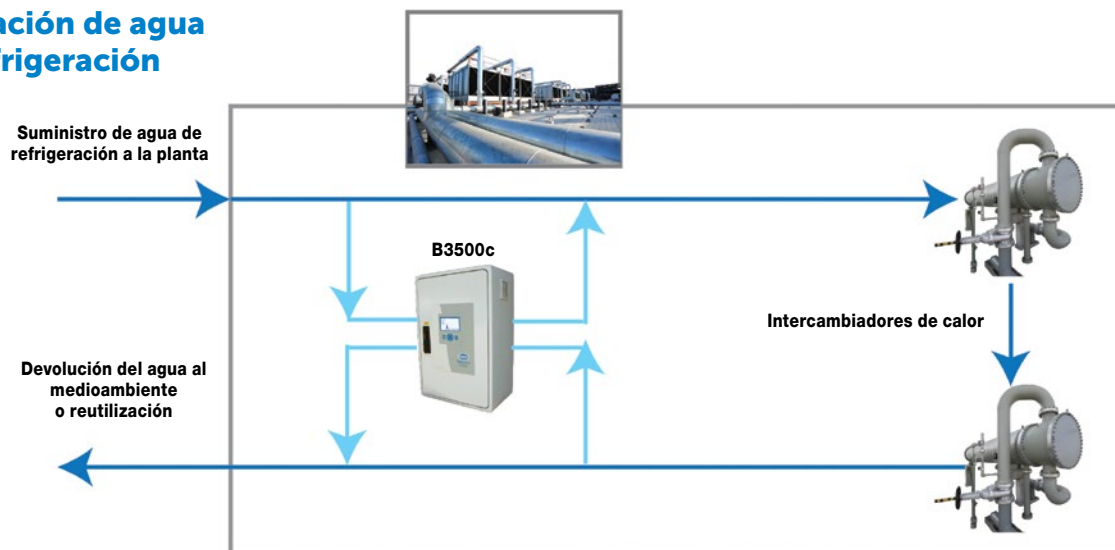 ación de agua
frigeración
Suministro de agua de
refrigeración a la planta
B3500c
Intercambiadores de calor
Devolución del agua al
medioambiente
o reutilización